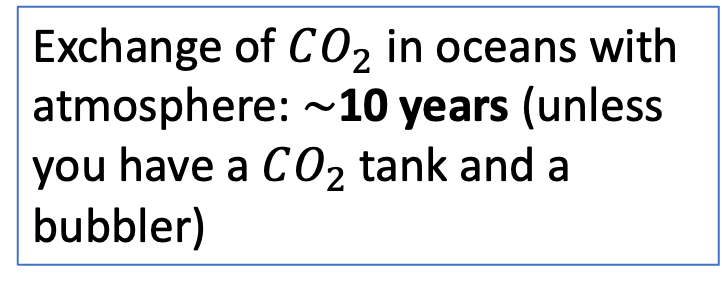 Exchange of CO₂ in oceans with
atmosphere: ~10 years (unless
you have a CO₂ tank and a
bubbler)